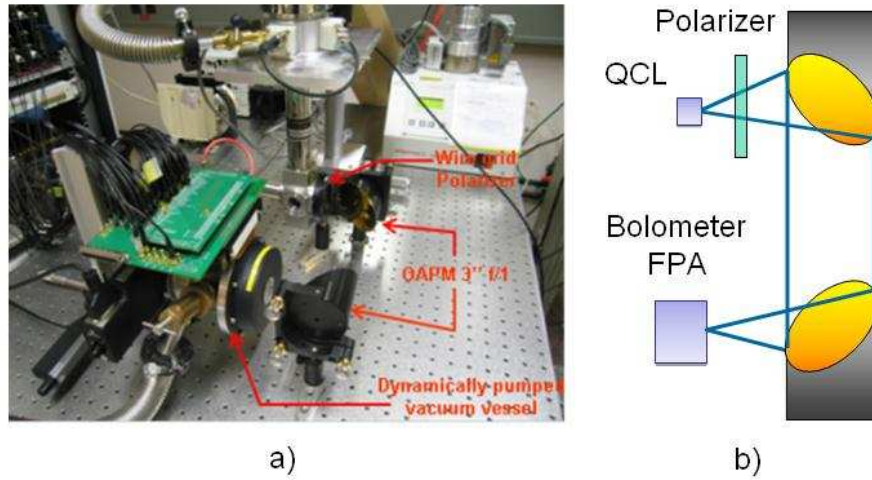 Wire grid
Polarizer
OAPM 3'' f/1
Dynamically pumped
vacuum vessel
a)
Polarizer
QCL
Bolometer
FPA
b)